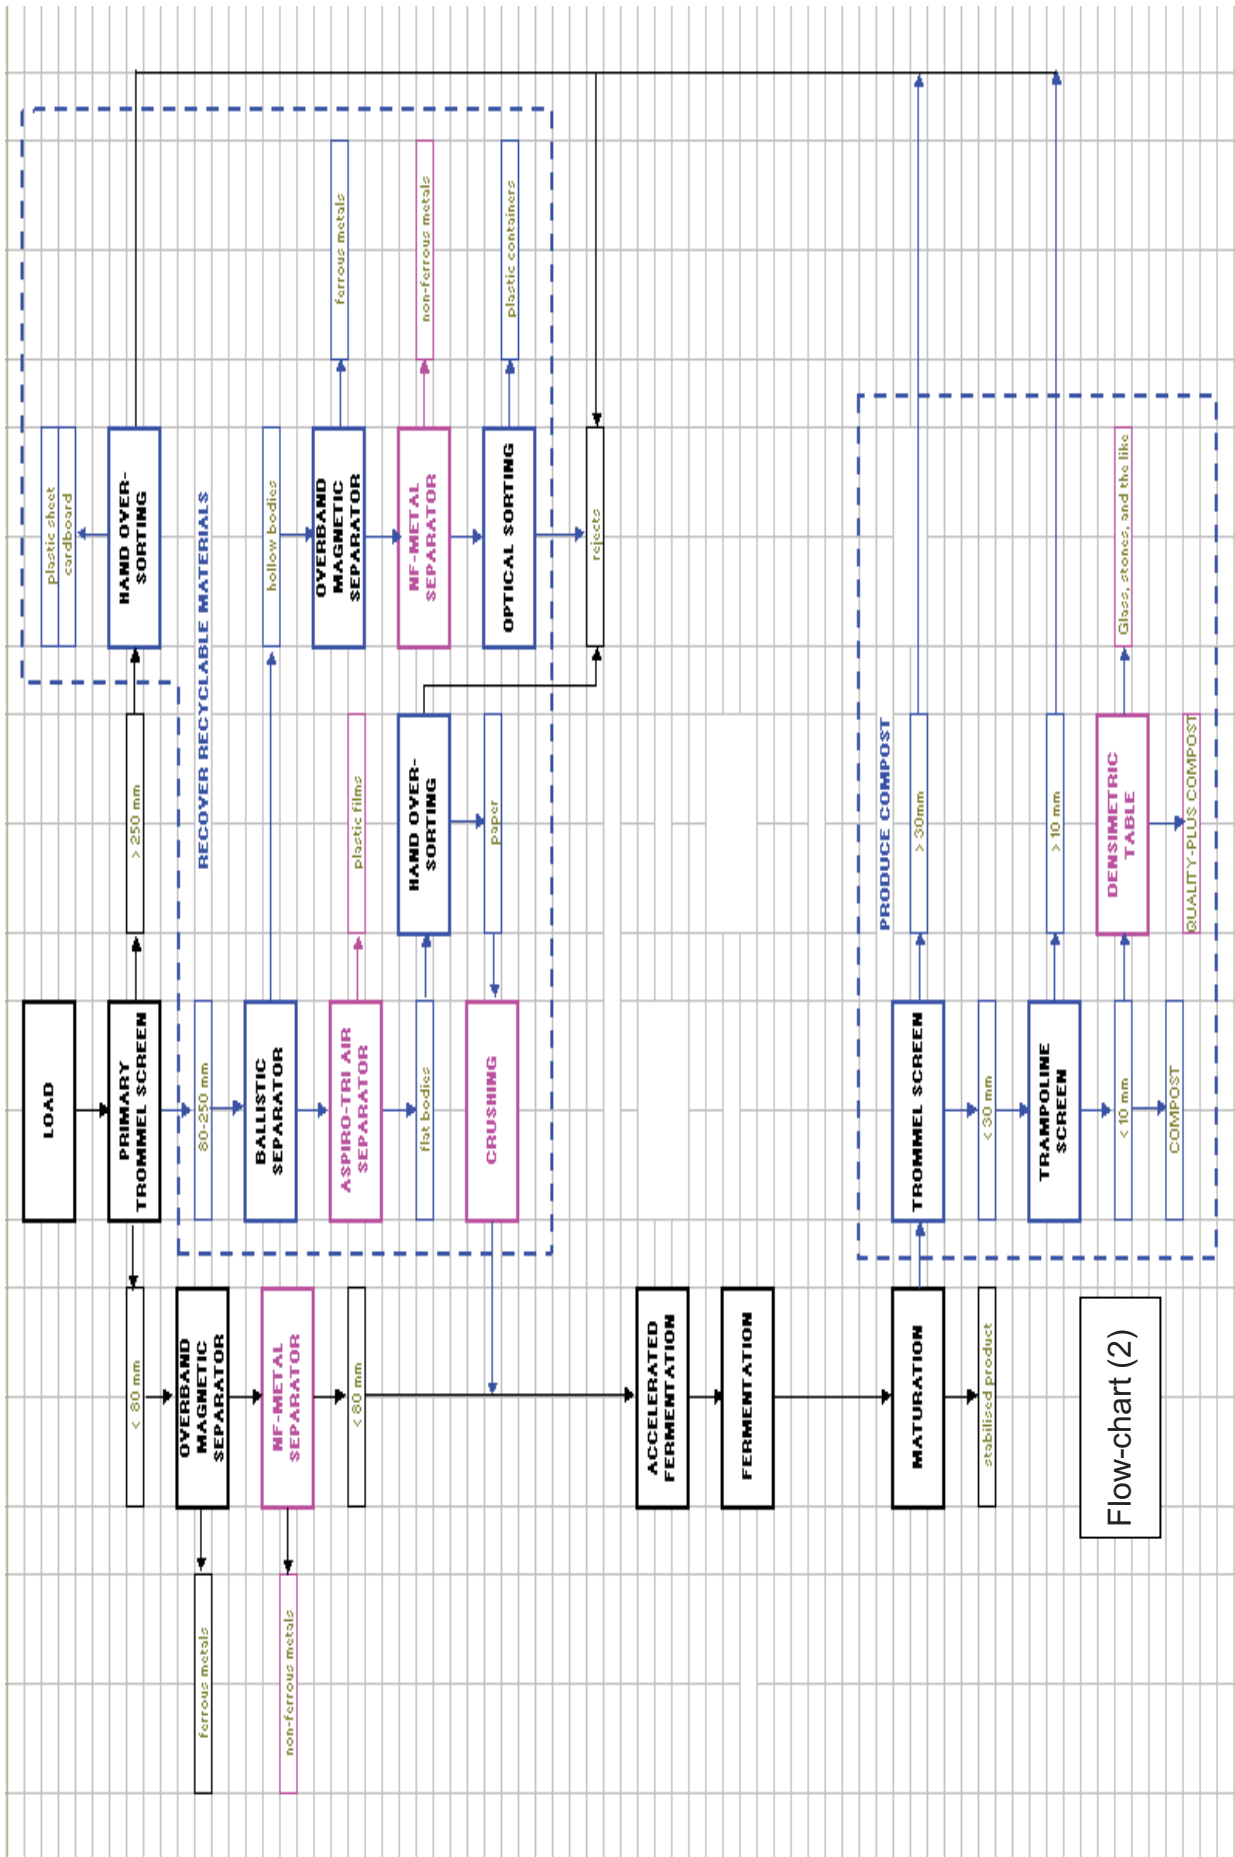 LOAD
PRIMARY
TROMMEL SCREEN
> 250 mm
HAND OVER-
SORTING
plastic sheet
cardboard
< 80 mm
OVERBAND
MAGNETIC
SEPARATOR
ferrous metals
NF-METAL
SEPARATOR
non-ferrous metals
< 80 mm
RECOVER RECYCLABLE MATERIALS
80-250 mm
BALLISTIC
SEPARATOR
hollow bodies
OVERBAND
MAGNETIC
SEPARATOR
ferrous metals
NF-METAL
SEPARATOR
non-ferrous metals
OPTICAL SORTING
plastic containers
rejects
ASPIRO-TRI AIR
SEPARATOR
plastic films
flat bodies
HAND OVER-
SORTING
paper
CRUSHING
ACCELERATED
FERMENTATION
FERMENTATION
MATURATION
stabilised product
PRODUCE COMPOST
TROMMEL SCREEN
> 30mm
< 30 mm
TRAMPOLINE
SCREEN
> 10 mm
< 10 mm
COMPOST
DENSIMETRIC
TABLE
Glass, stones, and the like
QUALITY-PLUS COMPOST
Flow-chart (2)